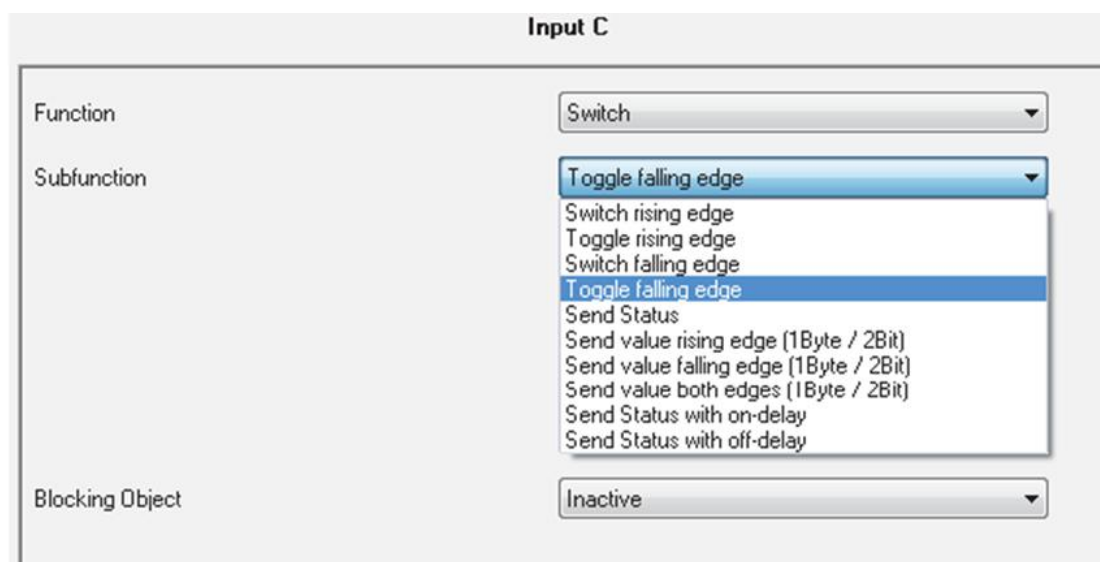 Input C
Function
Switch
Subfunction
Toggle falling edge
Switch rising edge
Toggle rising edge
Switch falling edge
Toggle falling edge
Send Status
Send value rising edge (1Byte / 2Bit)
Send value falling edge (1Byte / 2Bit)
Send value both edges (1Byte / 2Bit)
Send Status with on-delay
Send Status with off-delay
Blocking Object
Inactive